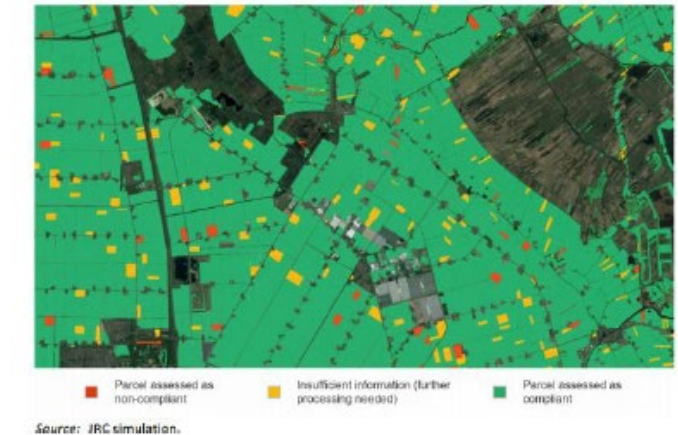 Parcel assessed as
non-compliant
Insufficient information (further
processing needed)
Parcel assessed as
compliant
Source: JRC simulation.